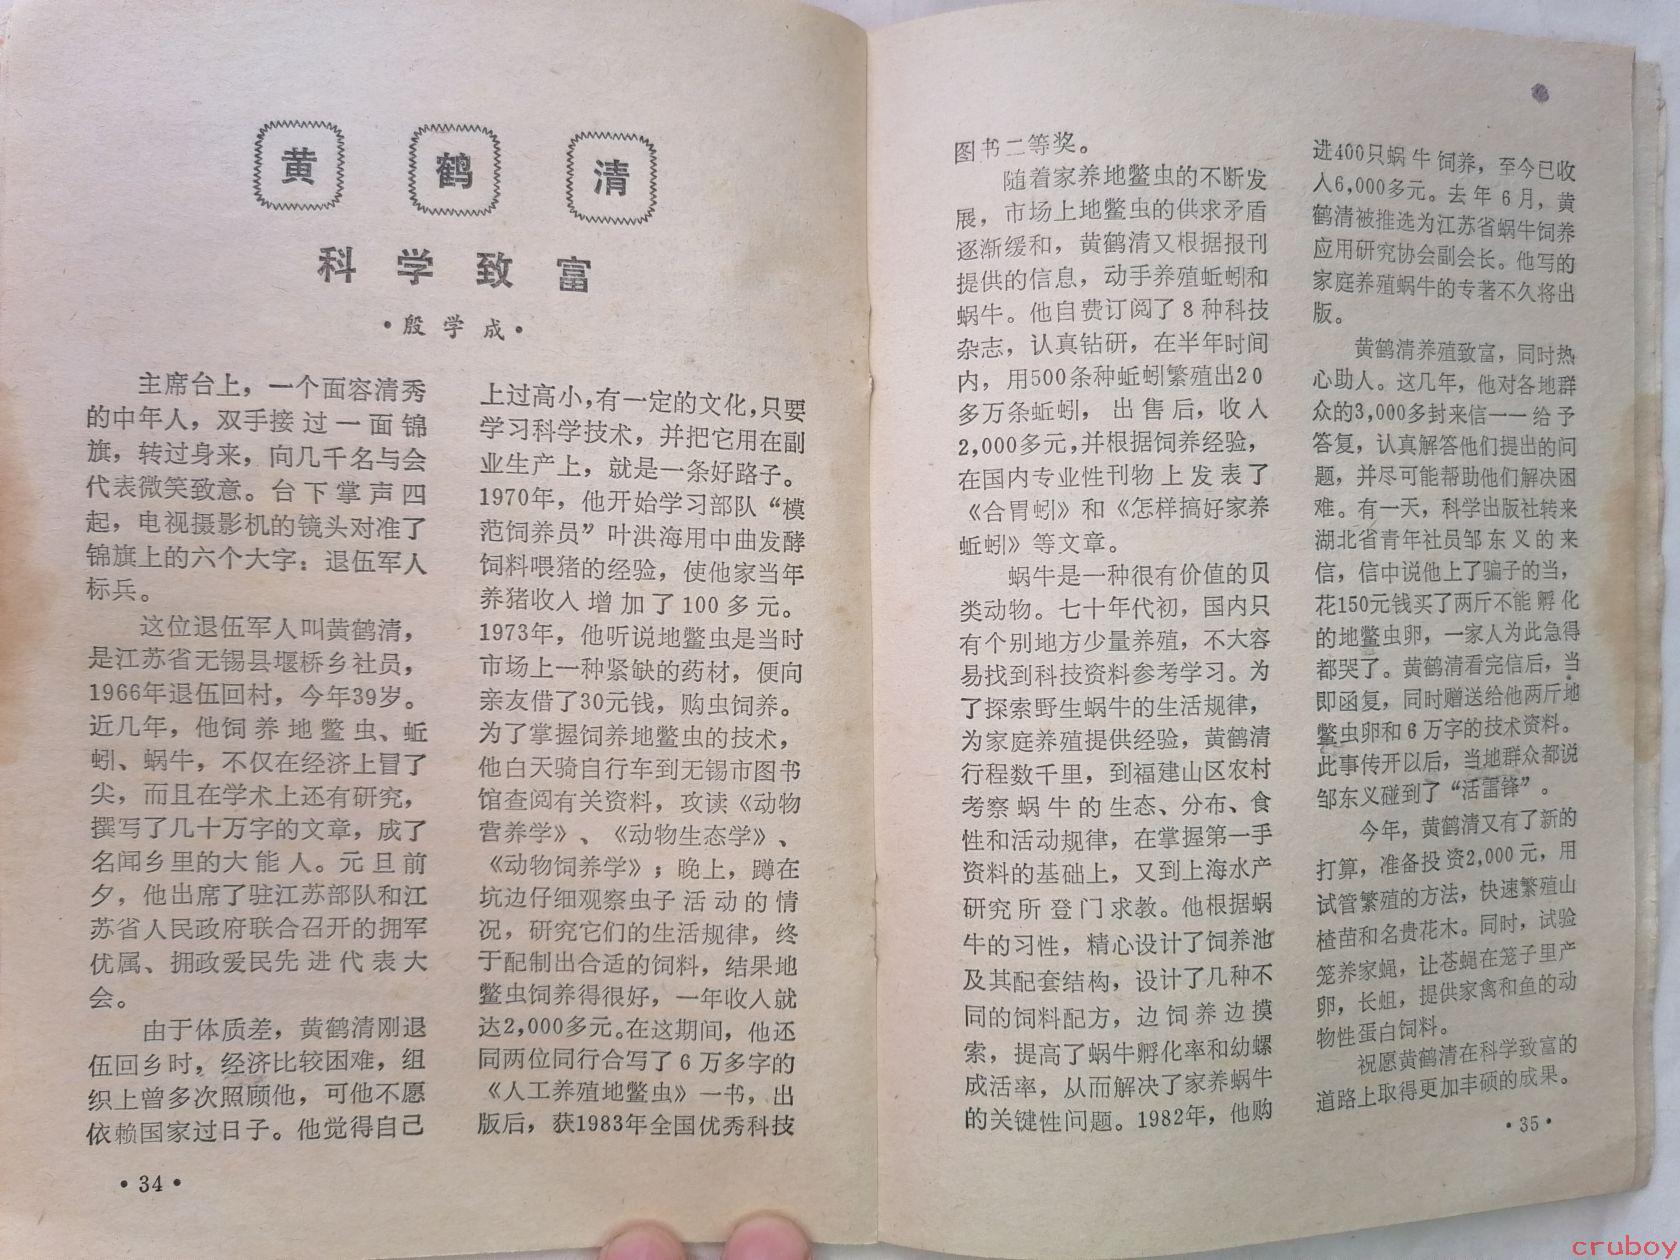 黄 鹤 清
科 学 致 富
·殷 学 成·
主席台上，一个面容清秀
的中年人，双手接过一面锦
旗，转过身来，向几千名与会
代表微笑致意。台下掌声四
起，电视摄影机的镜头对准了
锦旗上的六个大字：退伍军人
标兵。
这位退伍军人叫黄鹤清，
是江苏省无锡县堰桥乡社员，
1966年退伍回村，今年39岁。
近几年，他饲养地鳖虫、蚯
蚓、蜗牛，不仅在经济上冒了
尖，而且在学术上还有研究，
撰写了几十万字的文章，成了
名闻乡里的大能人。元旦前
夕，他出席了驻江苏部队和江
苏省人民政府联合召开的拥军
优属、拥政爱民先进代表大
会。
由于体质差，黄鹤清刚退
伍回乡时，经济比较困难，组
织上曾多次照顾他，可他不愿
依赖国家过日子。他觉得自己
上过高小，有一定的文化，只要
学习科学技术，并把它用在副
业生产上，就是一条好路子。
1970年，他开始学习部队“模
范饲养员”叶洪海用中曲发酵
饲料喂猪的经验，使他家当年
养猪收入增加了100多元。
1973年，他听说地鳖虫是当时
市场上一种紧缺的药材，便向
亲友借了30元钱，购虫饲养。
为了掌握饲养地鳖虫的技术，
他白天骑自行车到无锡市图书
馆查阅有关资料，攻读《动物
营养学》、《动物生态学》、
《动物饲养学》；晚上，蹲在
坑边仔细观察虫子活动的情
况，研究它们的生活规律，终
于配制出合适的饲料，结果地
鳖虫饲养得很好，一年收入就
达2,000多元。在这期间，他还
同两位同行合写了6万多字的
《人工养殖地鳖虫》一书，出
版后，获1983年全国优秀科技
·34·
图书二等奖。
随着家养地鳖虫的不断发
展，市场上地鳖虫的供求矛盾
逐渐缓和，黄鹤清又根据报刊
提供的信息，动手养殖蚯蚓和
蜗牛。他自费订阅了8种科技
杂志，认真钻研，在半年时间
内，用500条种蚯蚓繁殖出20
多万条蚯蚓，出售后，收入
2,000多元，并根据饲养经验，
在国内专业性刊物上发表了
《合胃蚓》和《怎样搞好家养
蚯蚓》等文章。
蜗牛是一种很有价值的贝
类动物。七十年代初，国内只
有个别地方少量养殖，不大容
易找到科技资料参考学习。为
了探索野生蜗牛的生活规律，
为家庭养殖提供经验，黄鹤清
行程数千里，到福建山区农村
考察蜗牛的生态、分布、食
性和活动规律，在掌握第一手
资料的基础上，又到上海水产
研究所登门求教。他根据蜗
牛的习性，精心设计了饲养池
及其配套结构，设计了几种不
同的饲料配方，边饲养边摸
索，提高了蜗牛孵化率和幼螺
成活率，从而解决了家养蜗牛
的关键性问题。1982年，他购
进400只蜗牛饲养，至今已收
入6,000多元。去年6月，黄
鹤清被推选为江苏省蜗牛饲养
应用研究协会副会长。他写的
家庭养殖蜗牛的专著不久将出
版。
黄鹤清养殖致富，同时热
心助人。这几年，他对各地群
众的3,000多封来信一一给予
答复，认真解答他们提出的问
题，并尽可能帮助他们解决困
难。有一天，科学出版社转来
湖北省青年社员邹东义的来
信，信中说他上了骗子的当，
花150元钱买了两斤不能孵化
的地鳖虫卵，一家人为此急得
都哭了。黄鹤清看完信后，当
即函复，同时赠送给他两斤地
鳖虫卵和6万字的技术资料。
此事传开以后，当地群众都说
邹东义碰到了“活雷锋”。
今年，黄鹤清又有了新的
打算，准备投资2,000元，用
试管繁殖的方法，快速繁殖山
楂苗和名贵花木。同时，试验
笼养家蝇，让苍蝇在笼子里产
卵，长蛆，提供家禽和鱼的动
物性蛋白饲料。
祝愿黄鹤清在科学致富的
道路上取得更加丰硕的成果。
·35·
cruboy